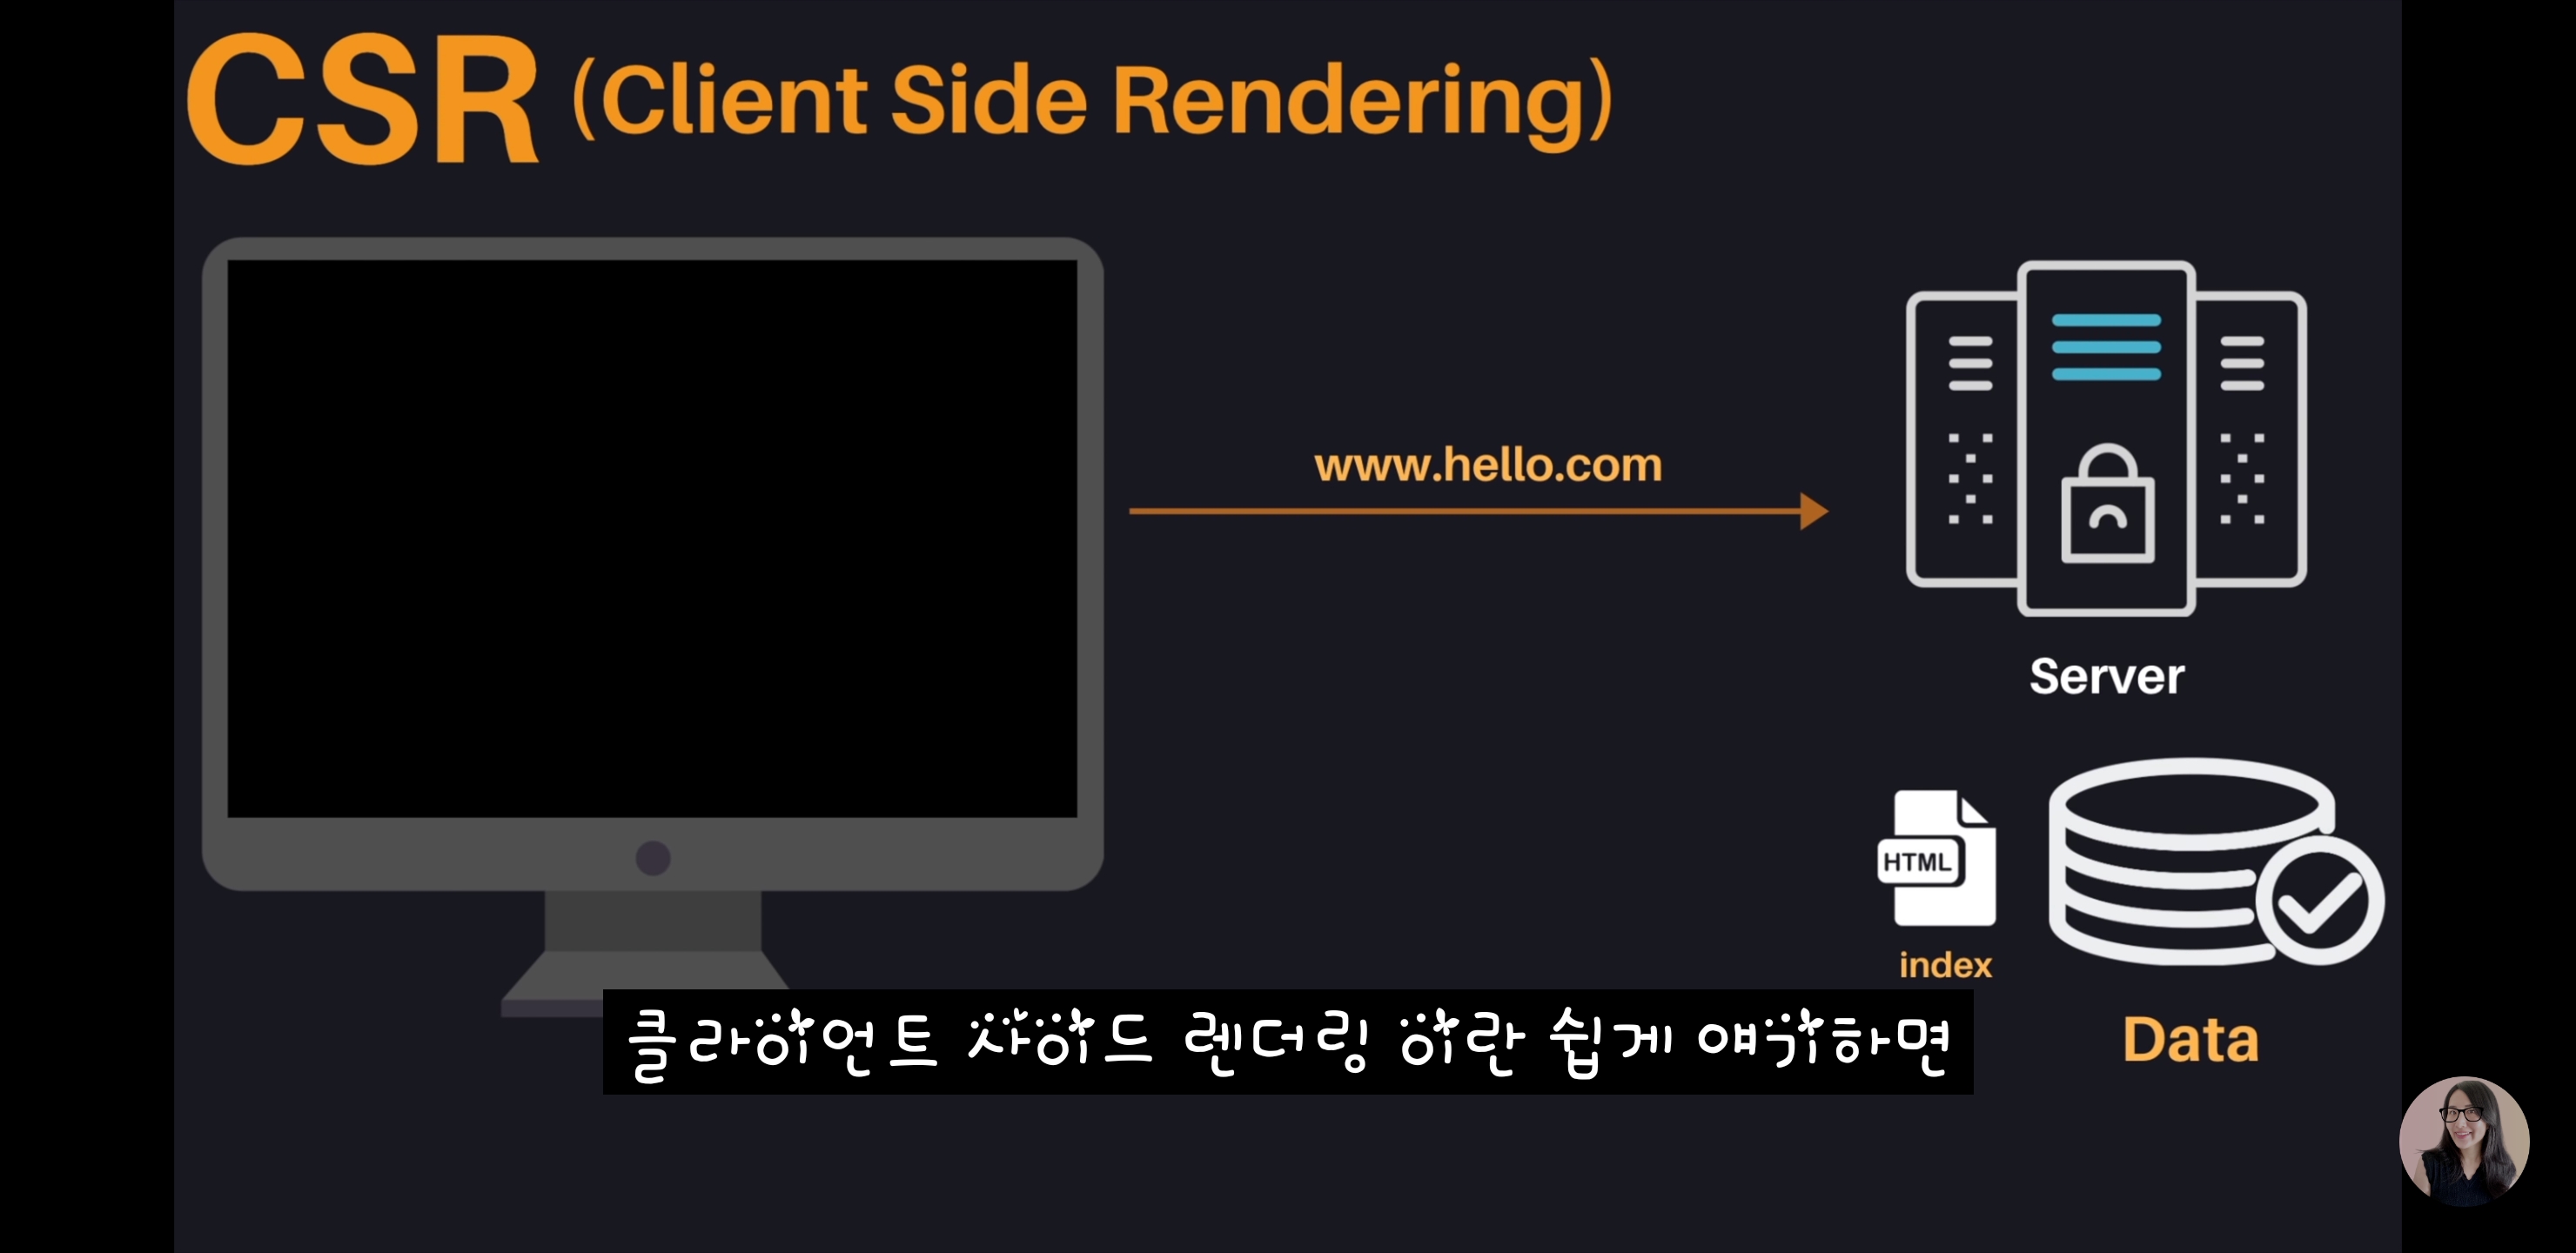 CSR (Client Side Rendering)
www.hello.com
Server
HTML
index
Data
클라이언트 사이드 렌더링 이란 쉽게 얘기하면